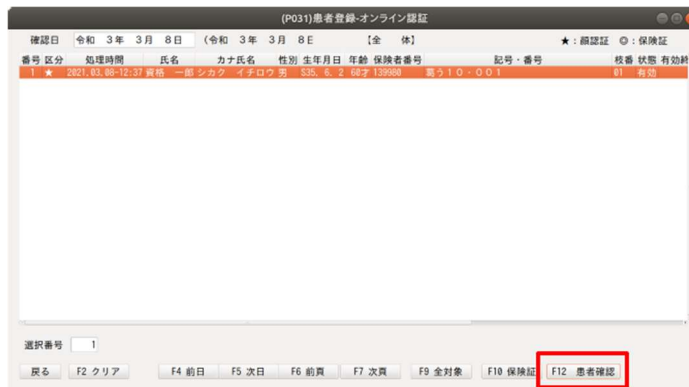 (P031)患者登録-オンライン認証
確認日 令和 3年 3月 8日 (令和 3年 3月 8E 【全 体】 ★:顔認証 ◎:保険証
番号 区分 処理時間 氏名 カナ氏名 性別 生年月日 年齢 保険者番号 記号・番号 枝番 状態 有効終
1 ★ 2021.03.08-12:37 資格 一郎 シカク イチロウ 男 S35. 6. 2 60才 139980 葛う10・001 01 有効
選択番号 1
戻る F2 クリア F4 前日 F5 次日 F6 前頁 F7 次頁 F9 全対象 F10 保険証 F12 患者確認